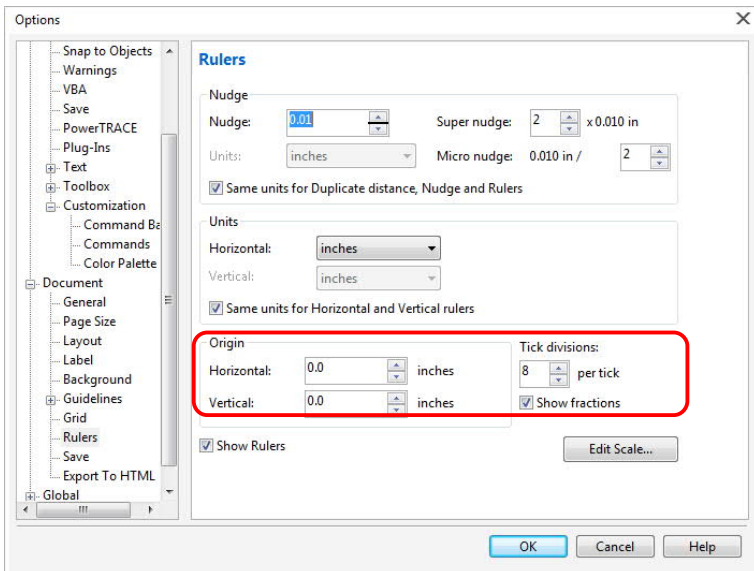 Options
Snap to Objects
Warnings
VBA
Save
PowerTRACE
Plug-Ins
Text
Toolbox
Customization
Command Ba
Commands
Color Palette
Document
General
Page Size
Layout
Label
Background
Guidelines
Grid
Rulers
Save
Export To HTML
Global
Rulers
Nudge
Nudge: 0.01 Super nudge: 2 x 0.010 in
Units: inches Micro nudge: 0.010 in / 2
Same units for Duplicate distance, Nudge and Rulers
Units
Horizontal: inches
Vertical: inches
Same units for Horizontal and Vertical rulers
Origin
Horizontal: 0.0 inches
Vertical: 0.0 inches
Tick divisions:
8 per tick
Show fractions
Show Rulers
Edit Scale...
OK Cancel Help